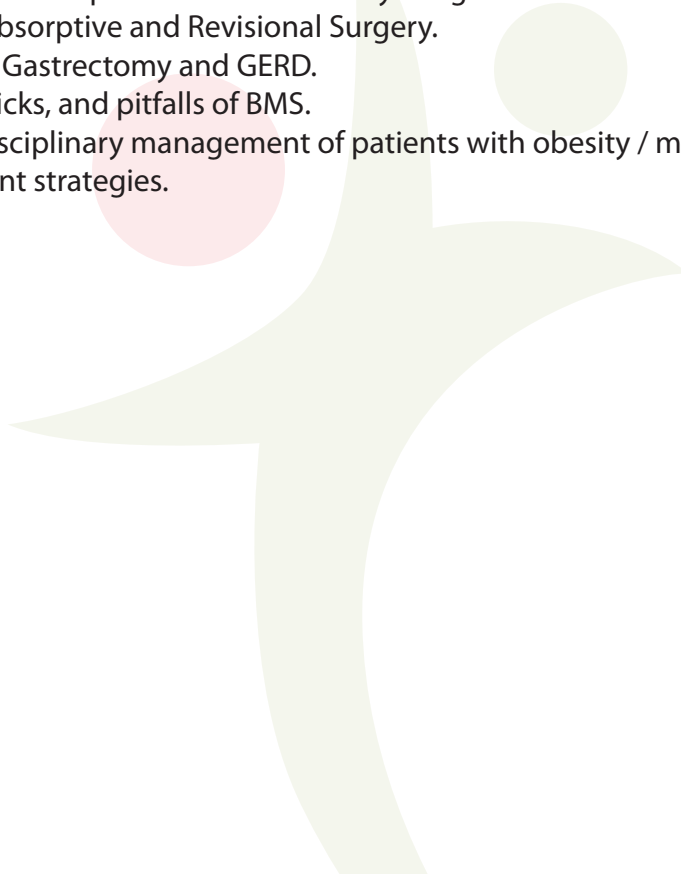 bsorptive and Revisional Surgery.
Gastrectomy and GERD.
icks, and pitfalls of BMS.
sciplinary management of patients with obesity / m
nt strategies.